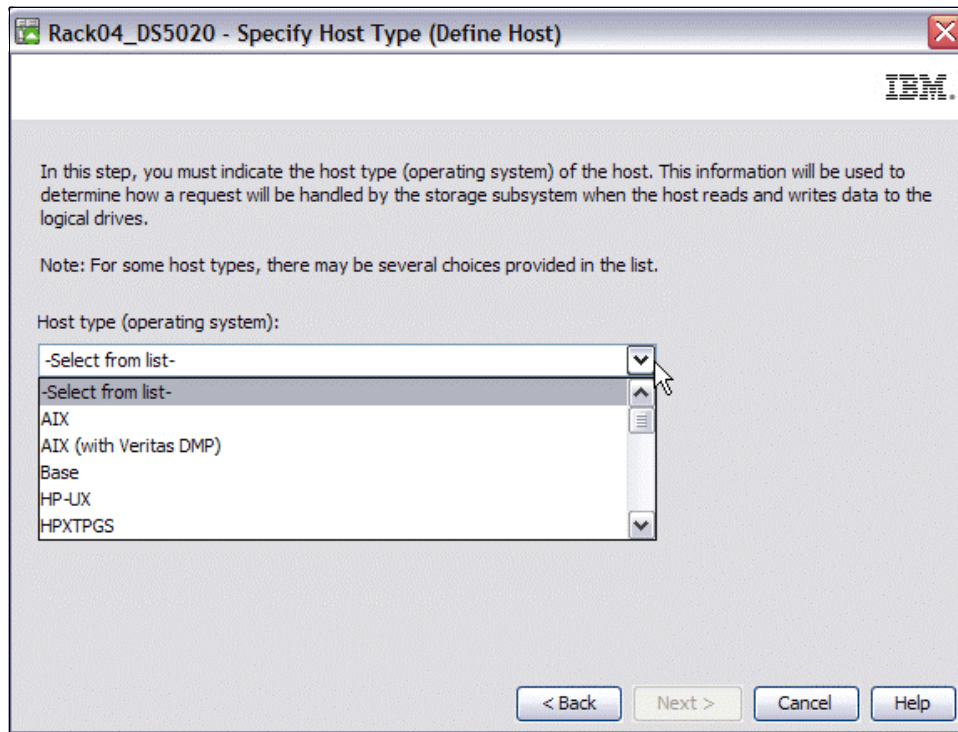 Rack04_DS5020 - Specify Host Type (Define Host)
IBM.
In this step, you must indicate the host type (operating system) of the host. This information will be used to
determine how a request will be handled by the storage subsystem when the host reads and writes data to the
logical drives.
Note: For some host types, there may be several choices provided in the list.
Host type (operating system):
-Select from list-
-Select from list-
AIX
AIX (with Veritas DMP)
Base
HP-UX
HPXTPGS
< Back
Next >
Cancel
Help